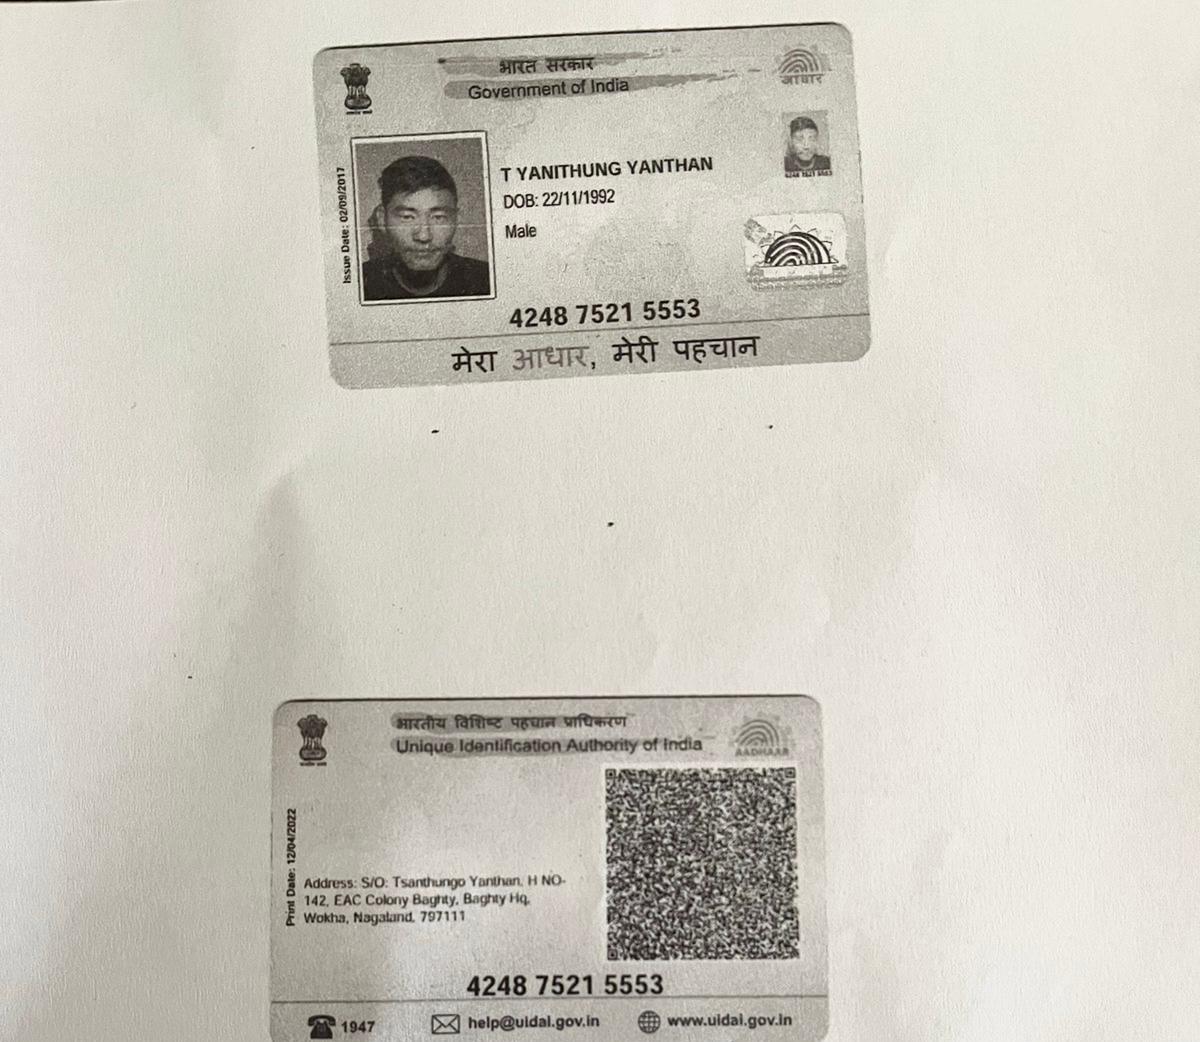 भारत सरकार
Government of India
आधार
Issue Date: 02/09/2017
T YANITHUNG YANTHAN
DOB: 22/11/1992
Male
4248 7521 5553
4248 7521 5553
मेरा आधार, मेरी पहचान
भारतीय विशिष्ट पहचान प्राधिकरण
Unique Identification Authority of India
AADHAAR
Print Date: 12/04/2022
Address: S/O: Tsanthungo Yanthan, H NO-
142, EAC Colony Baghty, Baghty Hq,
Wokha, Nagaland, 797111
4248 7521 5553
1947
help@uidai.gov.in
www.uidai.gov.in